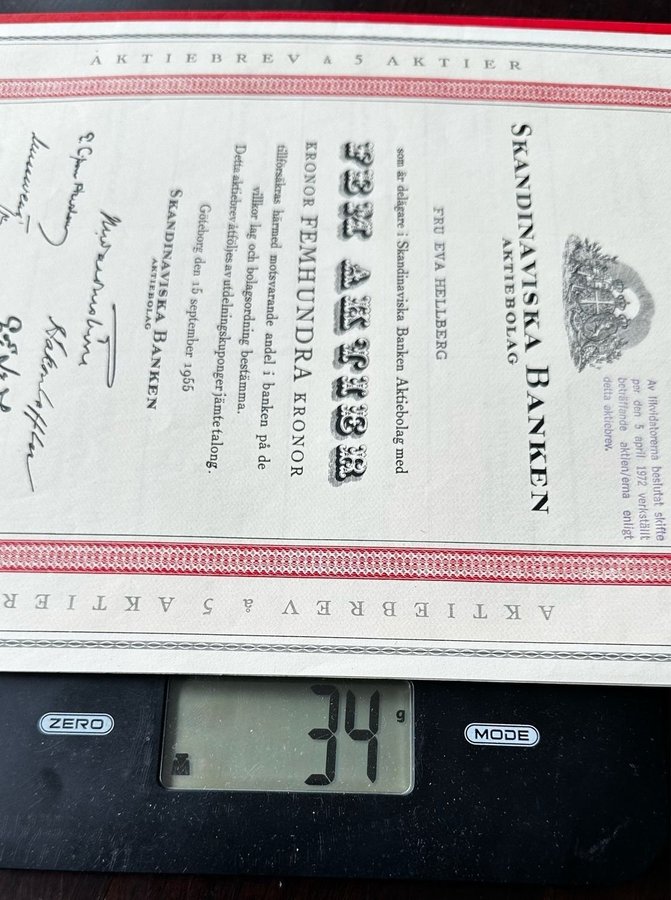 AKTIEBREV à 5 AKTIER
Av likvidatorerna beslutat skifte
per den 5 april 1972 verkställt
beträffande aktien/erna enligt
detta aktiebrev.
SKANDINAVISKA BANKEN
AKTIEBOLAG
FRU EVA HELLBERG
som är delägare i Skandinaviska Banken Aktiebolag med
FEM AKTIER
KRONOR FEMHUNDRA KRONOR
tillförsäkras härmed motsvarande andel i banken på de
villkor lag och bolagsordning bestämma.
Detta aktiebrev åtföljes av utdelningskuponger jämte talong.
Göteborg den 15 september 1955
SKANDINAVISKA BANKEN
AKTIEBOLAG
AKTIEBREV à 5 AKTIER
ZERO
34 g
MODE